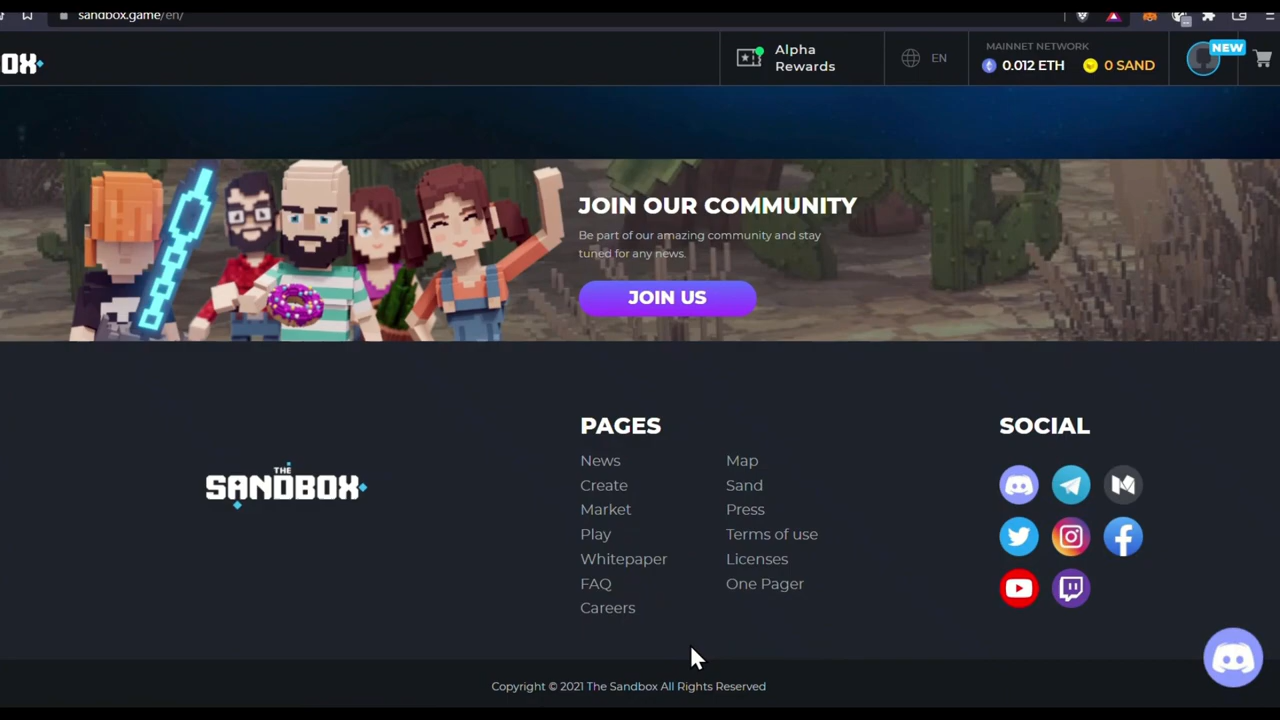 sandbox.game/en/
OX
Alpha
Rewards
EN
MAINNET NETWORK
0.012 ETH
0 SAND
NEW
JOIN OUR COMMUNITY
Be part of our amazing community and stay
tuned for any news.
JOIN US
THE
SANDBOX
PAGES
News
Create
Market
Play
Whitepaper
FAQ
Careers
Map
Sand
Press
Terms of use
Licenses
One Pager
SOCIAL
Copyright © 2021 The Sandbox All Rights Reserved